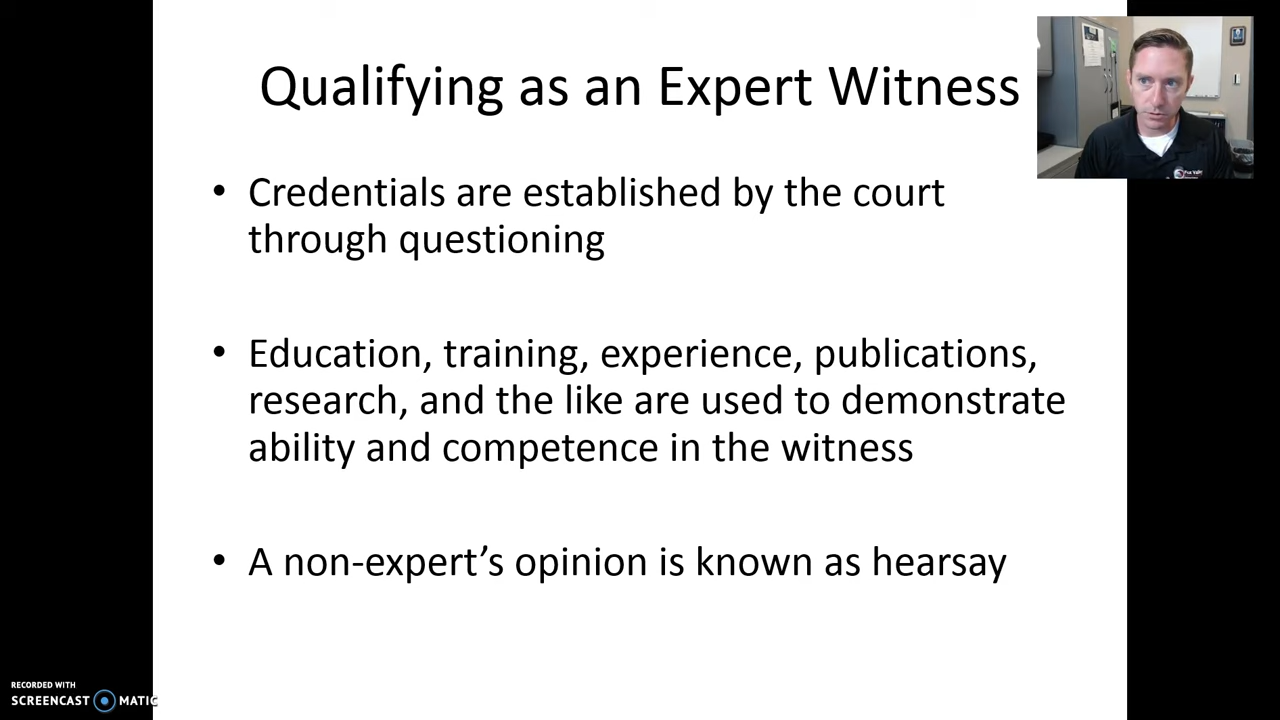 Qualifying as an Expert Witness
• Credentials are established by the court
through questioning
• Education, training, experience, publications,
research, and the like are used to demonstrate
ability and competence in the witness
• A non-expert’s opinion is known as hearsay
RECORDED WITH
SCREENCAST MATIC